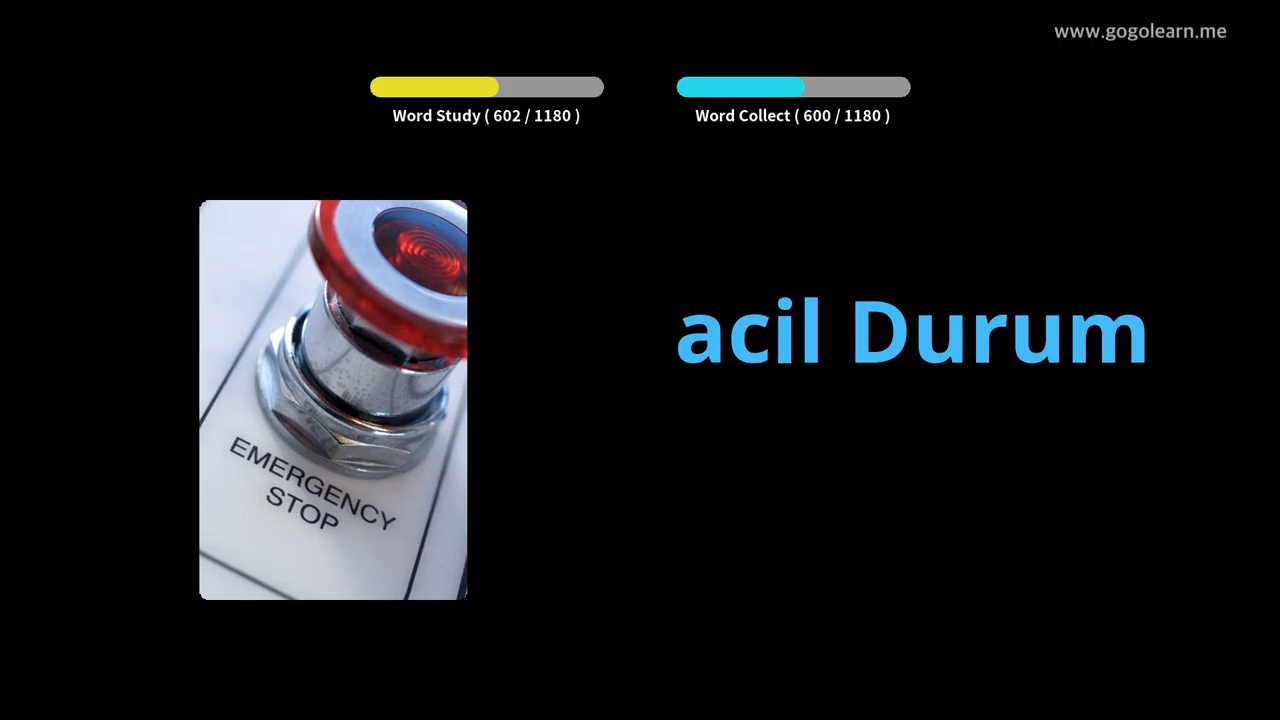 www.gogolearn.me
Word Study ( 602 / 1180 )
Word Collect ( 600 / 1180 )
acil Durum
EMERGENCY
STOP